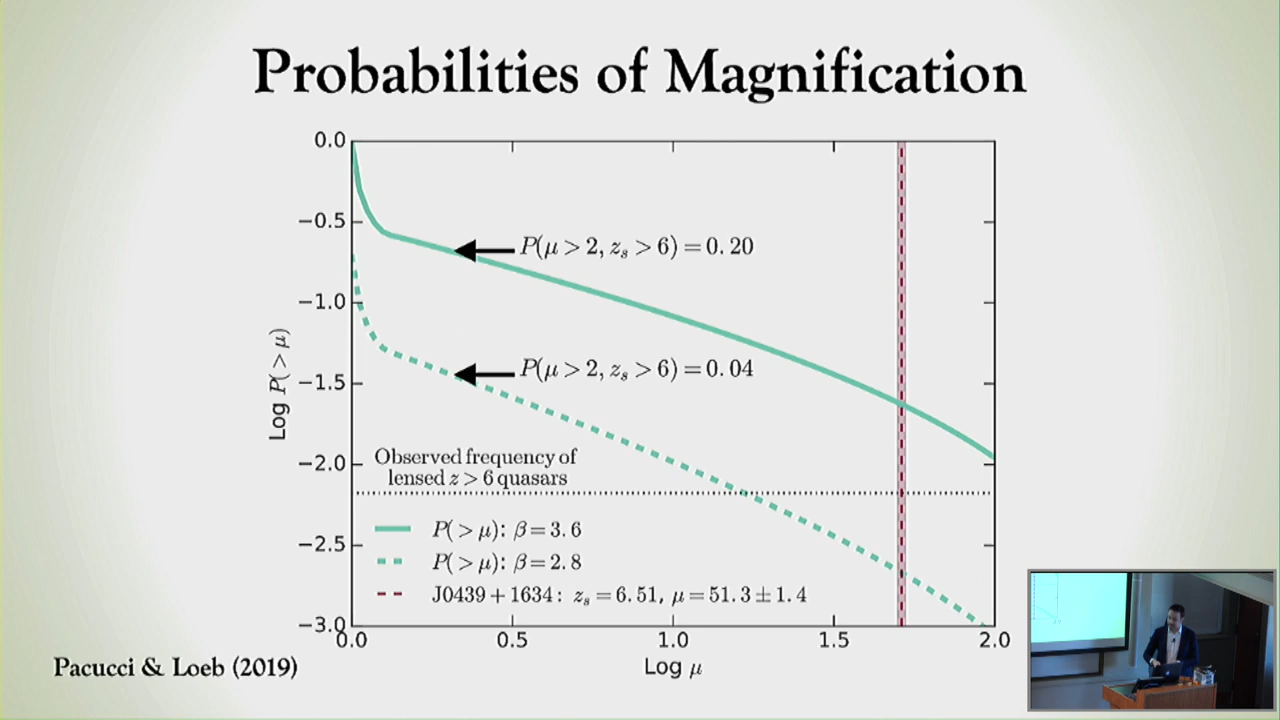 Probabilities of Magnification
0.0
−0.5
−1.0
−1.5
−2.0
−2.5
−3.0
Log P(> μ)
P(μ > 2, z_s > 6) = 0.20
P(μ > 2, z_s > 6) = 0.04
Observed frequency of
lensed z > 6 quasars
P(> μ): β = 3.6
P(> μ): β = 2.8
J0439 + 1634: z_s = 6.51, μ = 51.3 ± 1.4
0.0 0.5 1.0 1.5 2.0
Log μ
Pacucci & Loeb (2019)